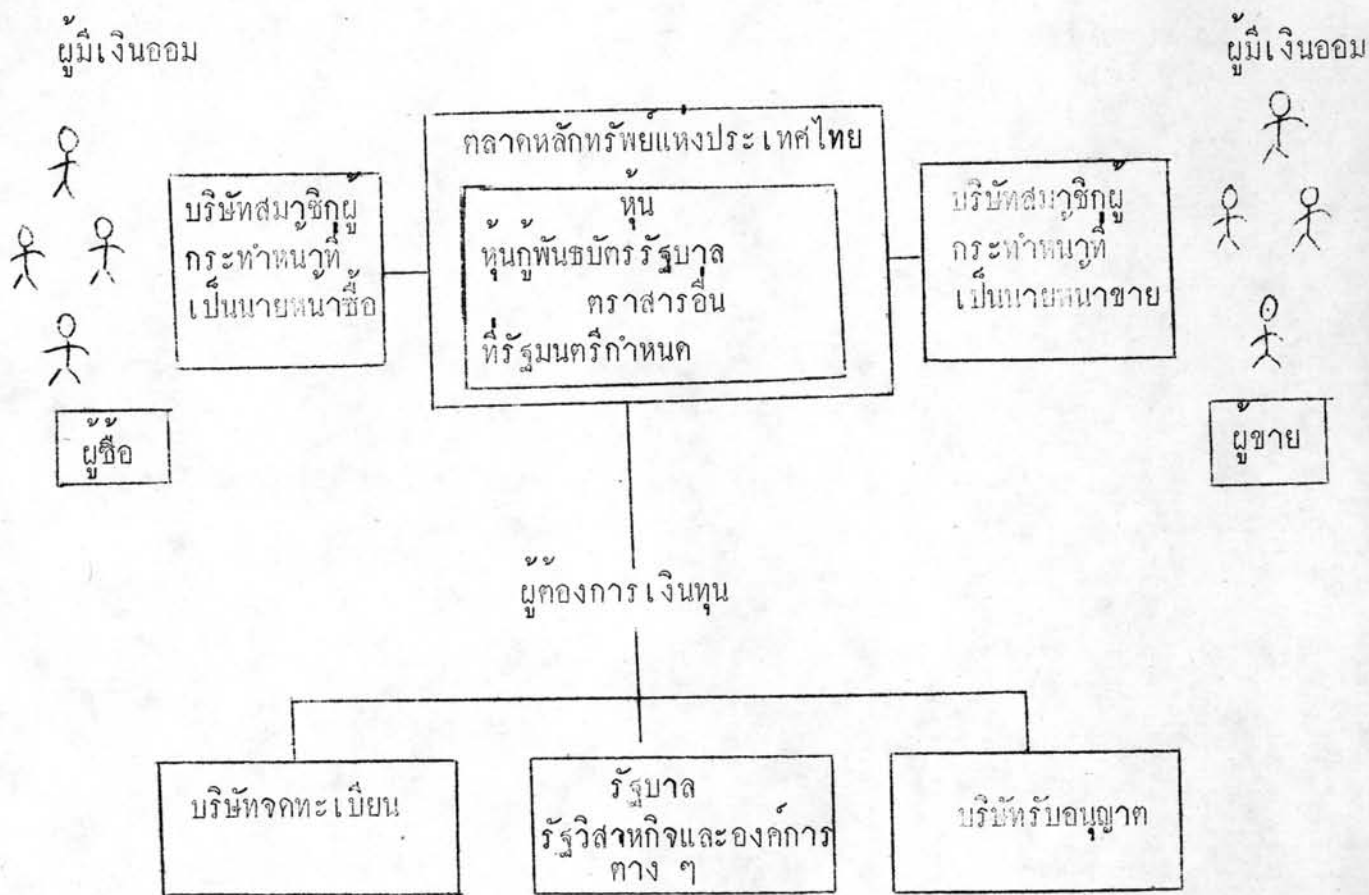 ผู้มีเงินออม
ผู้มีเงินออม
ตลาดหลักทรัพย์แห่งประเทศไทย
หุ้น
หุ้นกู้พันธบัตรรัฐบาล
ตราสารอื่น
ที่รัฐมนตรีกำหนด
บริษัทสมาชิกผู้
กระทำหน้าที่
เป็นนายหน้าซื้อ
บริษัทสมาชิกผู้
กระทำหน้าที่
เป็นนายหน้าขาย
ผู้ซื้อ
ผู้ขาย
ผู้ต้องการเงินทุน
บริษัทจดทะเบียน
รัฐบาล
รัฐวิสาหกิจและองค์การ
ต่าง ๆ
บริษัทรับอนุญาต